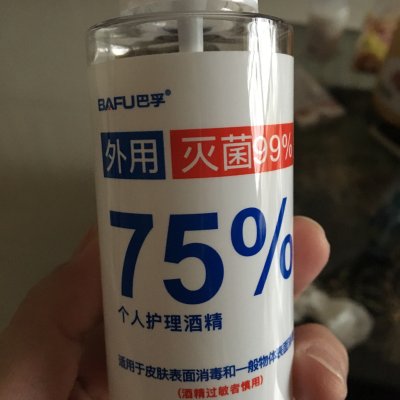 BAFU巴孚®
外用 灭菌99%
75%
个人护理酒精
适用于皮肤表面消毒和一般物体表面
(酒精过敏者慎用)